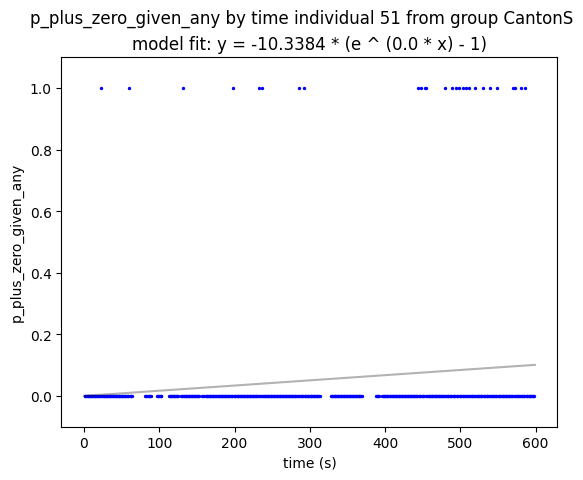 p_plus_zero_given_any by time individual 51 from group CantonS
model fit: y = -10.3384 * (e ^ (0.0 * x) - 1)
p_plus_zero_given_any
1.0
0.8
0.6
0.4
0.2
0.0
0 100 200 300 400 500 600
time (s)